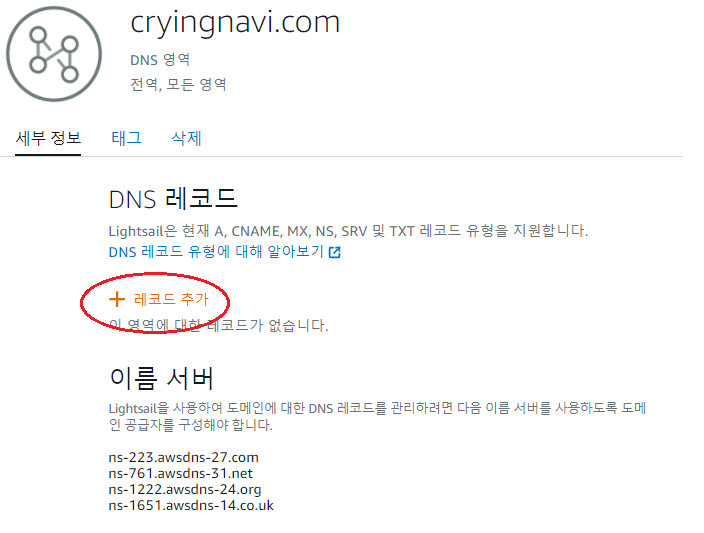 cryingnavi.com
DNS 영역
전역, 모든 영역
세부 정보 태그 삭제
DNS 레코드
Lightsail은 현재 A, CNAME, MX, NS, SRV 및 TXT 레코드 유형을 지원합니다.
DNS 레코드 유형에 대해 알아보기
+ 레코드 추가
이 영역에 대한 레코드가 없습니다.
이름 서버
Lightsail을 사용하여 도메인에 대한 DNS 레코드를 관리하려면 다음 이름 서버를 사용하도록 도메
인 공급자를 구성해야 합니다.
ns-223.awsdns-27.com
ns-761.awsdns-31.net
ns-1222.awsdns-24.org
ns-1651.awsdns-14.co.uk